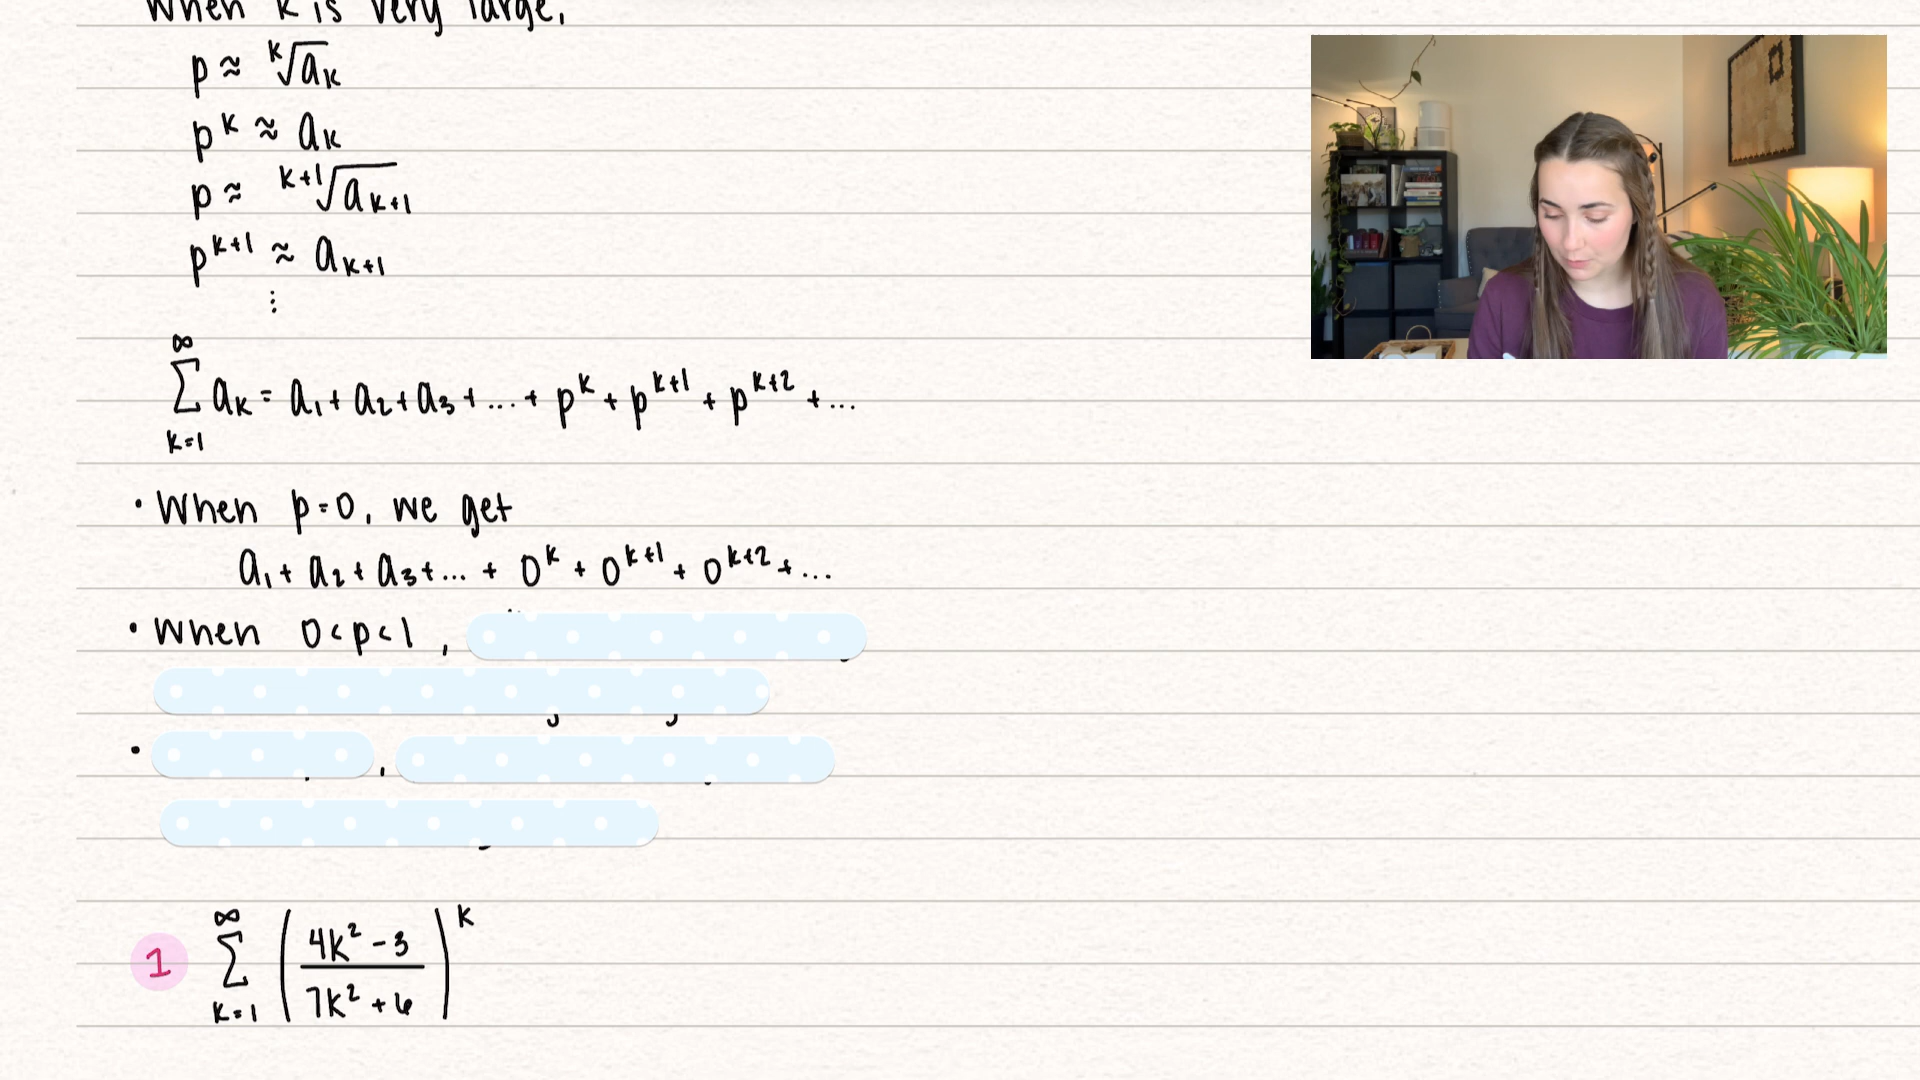 When k is very large,
p ≈ ᵏ√aₖ
pᵏ ≈ aₖ
p ≈ ᵏ⁺¹√aₖ₊₁
pᵏ⁺¹ ≈ aₖ₊₁
⋮
∞
∑ aₖ = a₁ + a₂ + a₃ + ... + pᵏ + pᵏ⁺¹ + pᵏ⁺² + ...
k=1
• When p=0, we get
a₁ + a₂ + a₃ + ... + 0ᵏ + 0ᵏ⁺¹ + 0ᵏ⁺² + ...
• When 0<p<1,
• ,
1 ∑_{k=1}^{∞} ((4k² - 3)/(7k² + 6))ᵏ